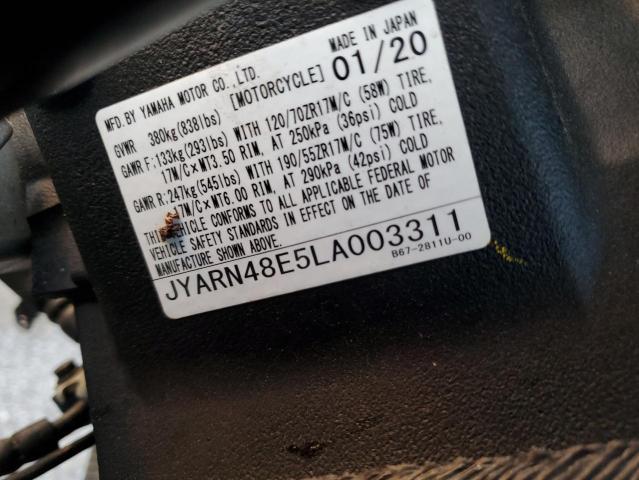 MFD. BY YAMAHA MOTOR CO., LTD. MADE IN JAPAN
[MOTORCYCLE] 01/20
GVWR 380kg(838lbs)
GAWR F:133kg(293lbs) WITH 120/70ZR17M/C (58W) TIRE,
17M/C×MT3.50 RIM, AT 250kPa (36psi) COLD
GAWR R:247kg(545lbs) WITH 190/55ZR17M/C (75W) TIRE,
17M/C×MT6.00 RIM, AT 290kPa (42psi) COLD
VEHICLE CONFORMS TO ALL APPLICABLE FEDERAL MOTOR
VEHICLE SAFETY STANDARDS IN EFFECT ON THE DATE OF
MANUFACTURE SHOWN ABOVE.
JYARN48E5LA003311
B67-2811U-00